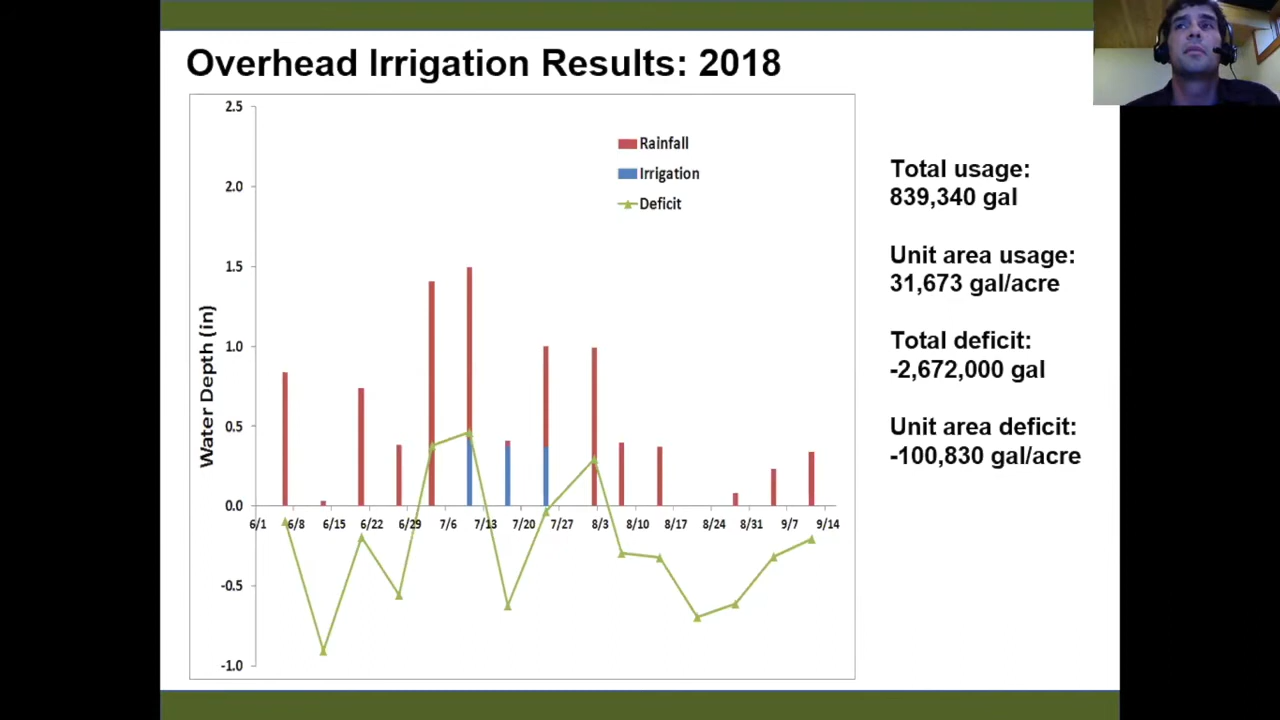 Overhead Irrigation Results: 2018
2.5
2.0
1.5
1.0
0.5
0.0
-0.5
-1.0
Water Depth (in)
Rainfall
Irrigation
Deficit
6/1 6/8 6/15 6/22 6/29 7/6 7/13 7/20 7/27 8/3 8/10 8/17 8/24 8/31 9/7 9/14
Total usage:
839,340 gal
Unit area usage:
31,673 gal/acre
Total deficit:
-2,672,000 gal
Unit area deficit:
-100,830 gal/acre